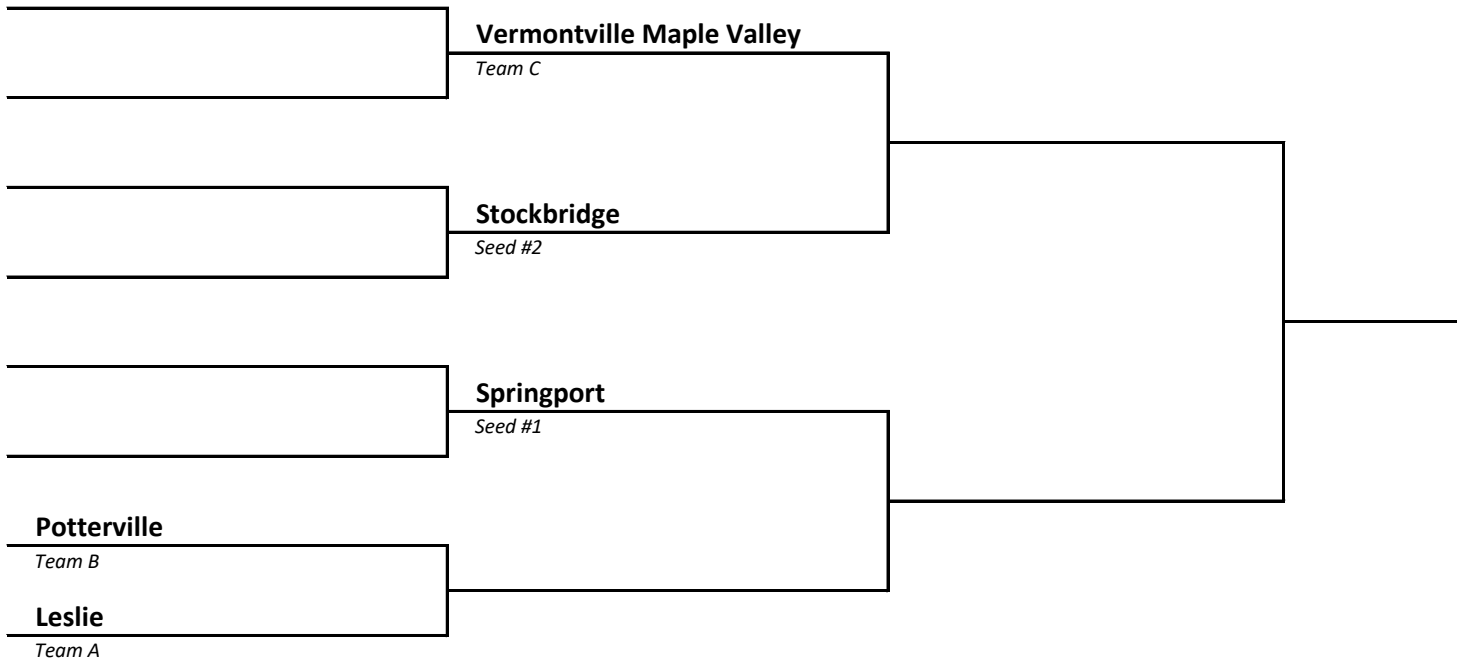 Vermontville Maple Valley
Team C
Stockbridge
Seed #2
Springport
Seed #1
Potterville
Team B
Leslie
Team A